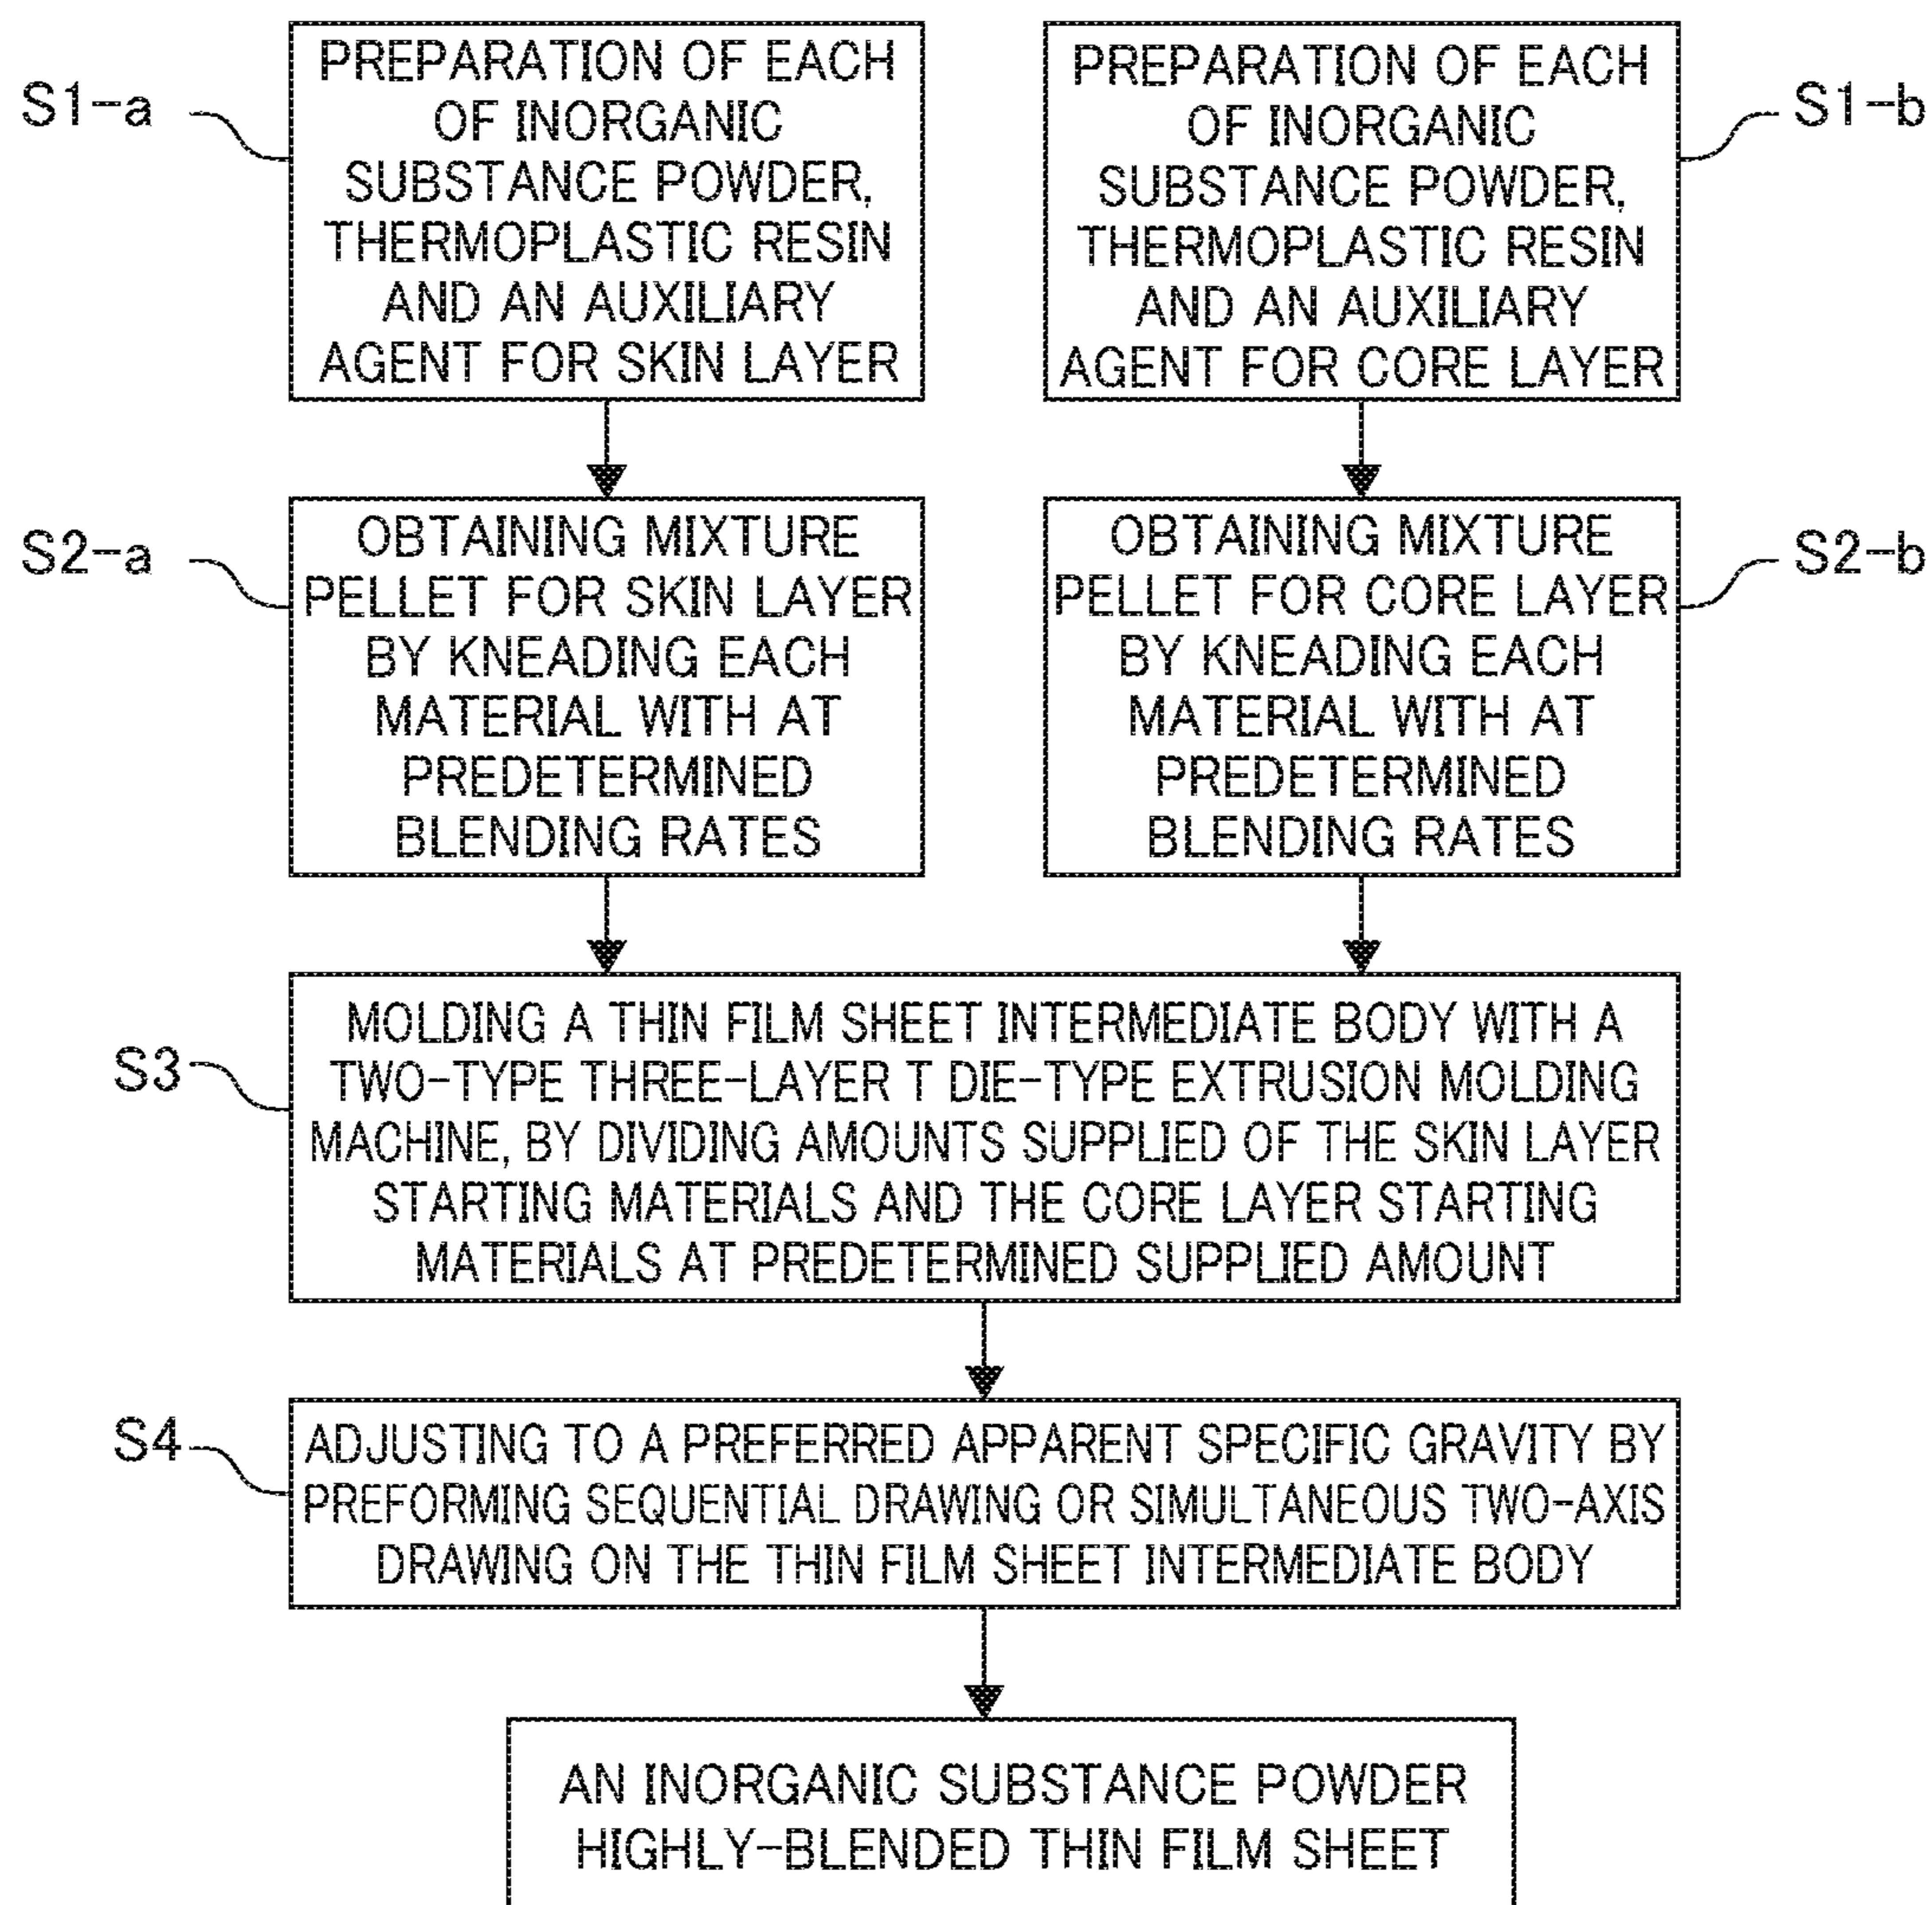 S1-a
PREPARATION OF EACH
OF INORGANIC
SUBSTANCE POWDER,
THERMOPLASTIC RESIN
AND AN AUXILIARY
AGENT FOR SKIN LAYER
PREPARATION OF EACH
OF INORGANIC
SUBSTANCE POWDER,
THERMOPLASTIC RESIN
AND AN AUXILIARY
AGENT FOR CORE LAYER
S1-b
S2-a
OBTAINING MIXTURE
PELLET FOR SKIN LAYER
BY KNEADING EACH
MATERIAL WITH AT
PREDETERMINED
BLENDING RATES
OBTAINING MIXTURE
PELLET FOR CORE LAYER
BY KNEADING EACH
MATERIAL WITH AT
PREDETERMINED
BLENDING RATES
S2-b
S3
MOLDING A THIN FILM SHEET INTERMEDIATE BODY WITH A
TWO-TYPE THREE-LAYER T DIE-TYPE EXTRUSION MOLDING
MACHINE, BY DIVIDING AMOUNTS SUPPLIED OF THE SKIN LAYER
STARTING MATERIALS AND THE CORE LAYER STARTING
MATERIALS AT PREDETERMINED SUPPLIED AMOUNT
S4
ADJUSTING TO A PREFERRED APPARENT SPECIFIC GRAVITY BY
PREFORMING SEQUENTIAL DRAWING OR SIMULTANEOUS TWO-AXIS
DRAWING ON THE THIN FILM SHEET INTERMEDIATE BODY
AN INORGANIC SUBSTANCE POWDER
HIGHLY-BLENDED THIN FILM SHEET